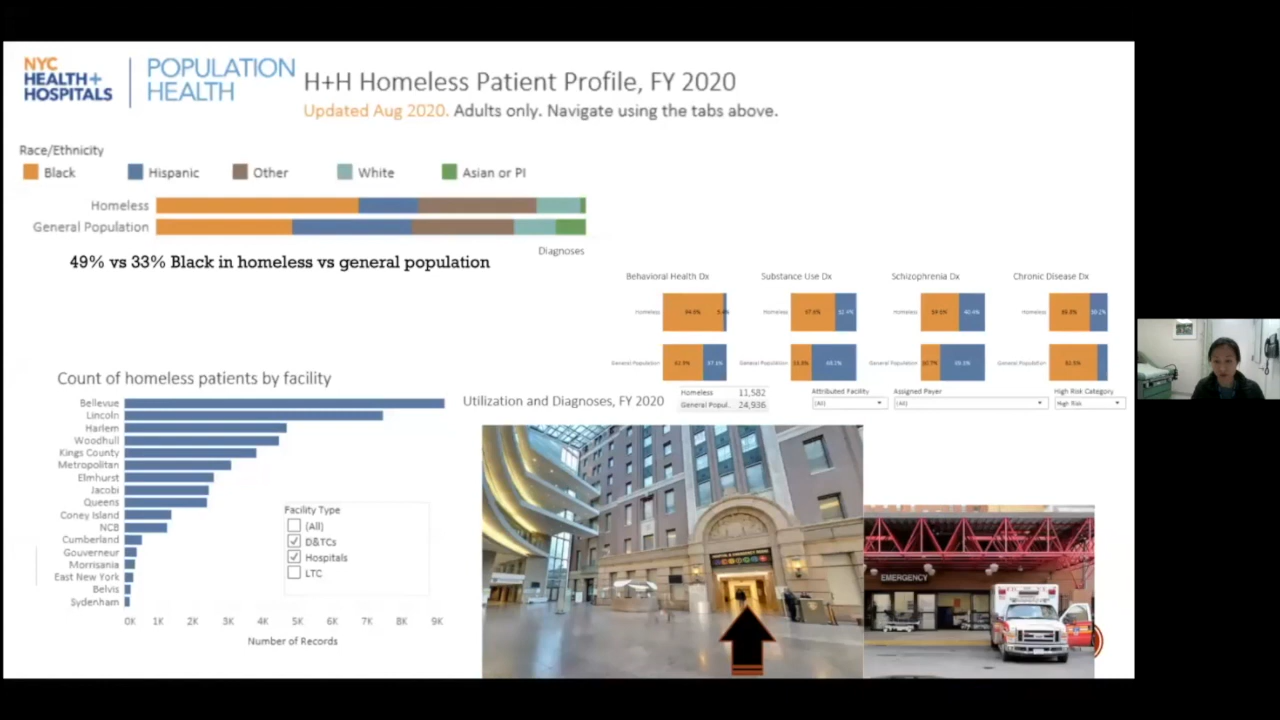 NYC
HEALTH+
HOSPITALS
POPULATION
HEALTH
H+H Homeless Patient Profile, FY 2020
Updated Aug 2020. Adults only. Navigate using the tabs above.
Race/Ethnicity
Black Hispanic Other White Asian or PI
Homeless
General Population
49% vs 33% Black in homeless vs general population
Diagnoses
Behavioral Health Dx Substance Use Dx Schizophrenia Dx Chronic Disease Dx
Homeless Homeless Homeless Homeless
General Population General Population General Population General Population
Homeless 11,582
General Popul.. 24,936
Attributed Facility Assigned Payer High Risk Category
(All) (All) High Risk
Utilization and Diagnoses, FY 2020
Count of homeless patients by facility
Bellevue
Lincoln
Harlem
Woodhull
Kings County
Metropolitan
Elmhurst
Jacobi
Queens
Coney Island
NCB
Cumberland
Gouverneur
Morrisania
East New York
Belvis
Sydenham
0K 1K 2K 3K 4K 5K 6K 7K 8K 9K
Number of Records
Facility Type
(All)
D&TCs
Hospitals
LTC
EMERGENCY